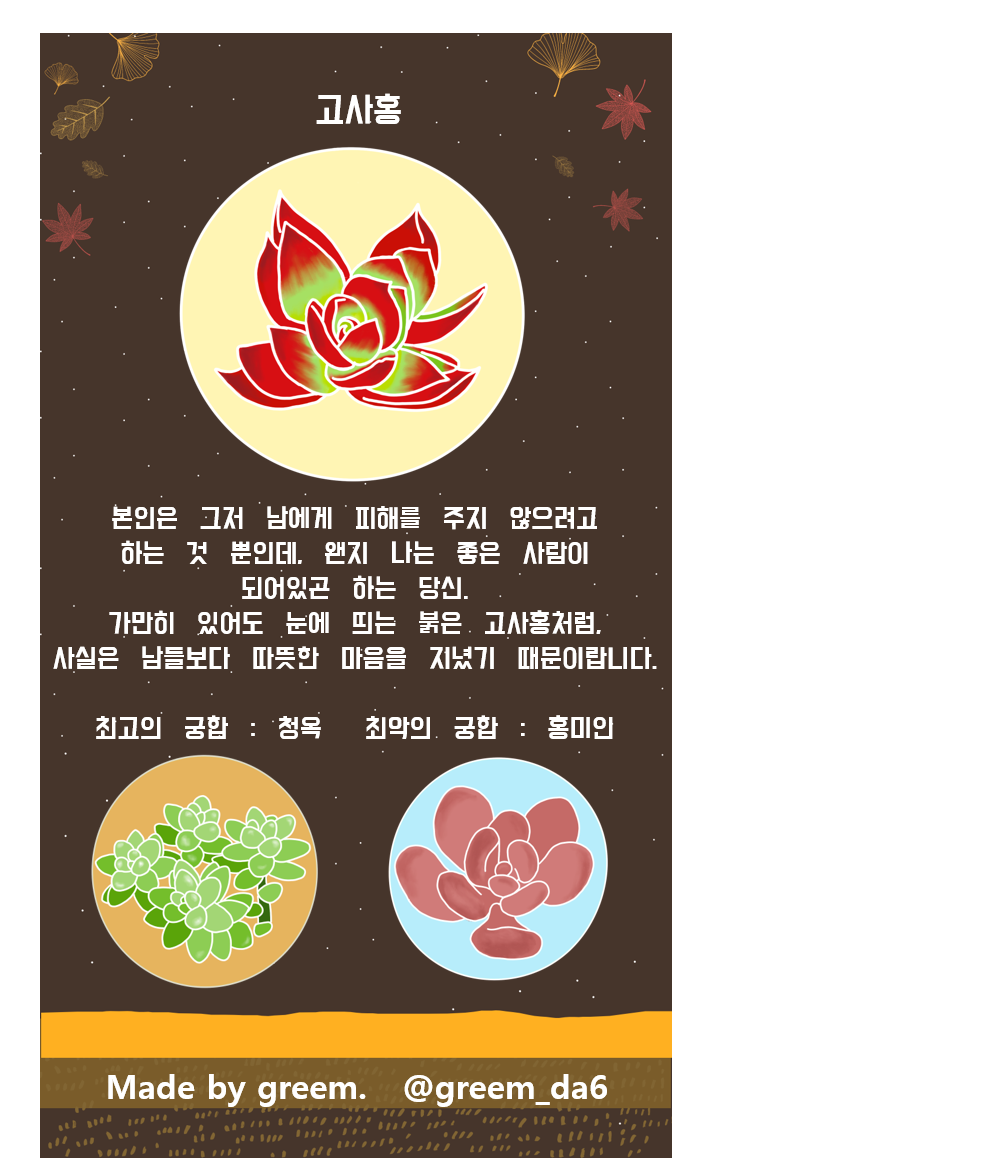 고사홍
본인은 그저 남에게 피해를 주지 않으려고
하는 것 뿐인데, 왠지 나는 좋은 사람이
되어있곤 하는 당신.
가만히 있어도 눈에 띄는 붉은 고사홍처럼,
사실은 남들보다 따뜻한 마음을 지녔기 때문이랍니다.
최고의 궁합 : 청옥 최악의 궁합 : 홍미인
Made by greem. @greem_da6